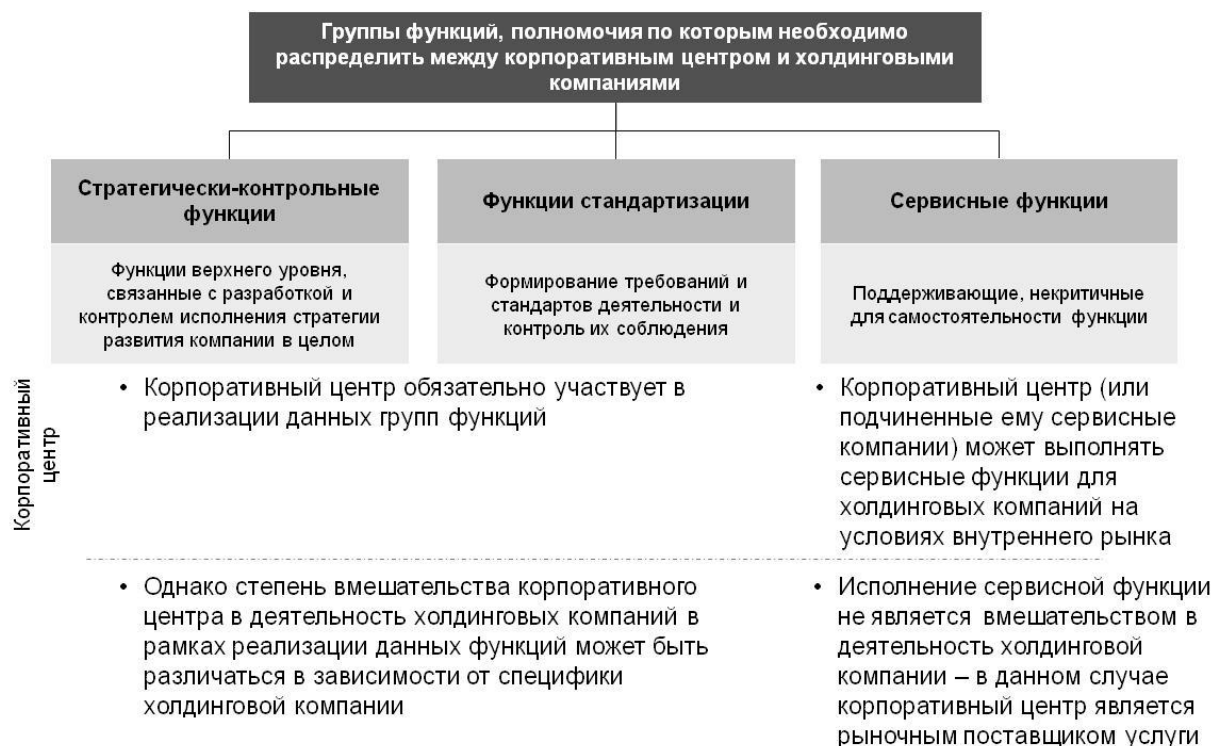 Группы функций, полномочия по которым необходимо
распределить между корпоративным центром и холдинговыми
компаниями
Стратегически-контрольные
функции
Функции стандартизации
Сервисные функции
Функции верхнего уровня,
связанные с разработкой и
контролем исполнения стратегии
развития компании в целом
Формирование требований и
стандартов деятельности и
контроль их соблюдения
Поддерживающие, некритичные
для самостоятельности функции
Корпоративный
центр
• Корпоративный центр обязательно участвует в
реализации данных групп функций
• Корпоративный центр (или
подчиненные ему сервисные
компании) может выполнять
сервисные функции для
холдинговых компаний на
условиях внутреннего рынка
• Однако степень вмешательства корпоративного
центра в деятельность холдинговых компаний в
рамках реализации данных функций может быть
различаться в зависимости от специфики
холдинговой компании
• Исполнение сервисной функции
не является вмешательством в
деятельность холдинговой
компании – в данном случае
корпоративный центр является
рыночным поставщиком услуги